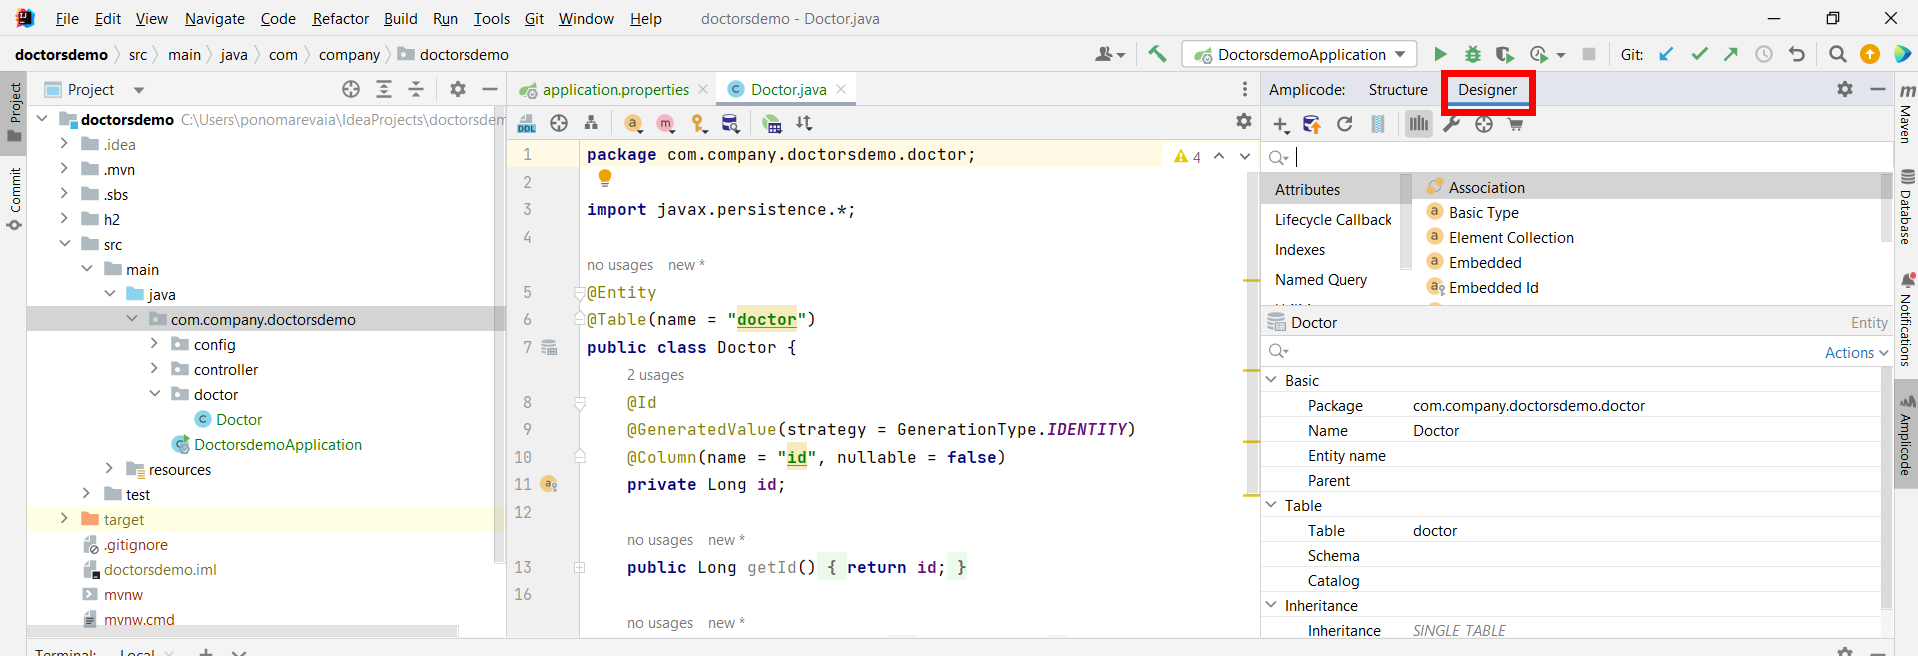 File Edit View Navigate Code Refactor Build Run Tools Git Window Help doctorsdemo - Doctor.java
doctorsdemo src main java com company doctorsdemo
DoctorsdemoApplication
Git:
Project
Commit
Project
doctorsdemo C:\Users\ponomarevaia\IdeaProjects\doctorsdem
.idea
.mvn
.sbs
h2
src
main
java
com.company.doctorsdemo
config
controller
doctor
Doctor
DoctorsdemoApplication
resources
test
target
.gitignore
doctorsdemo.iml
mvnw
mvnw.cmd
application.properties
Doctor.java
DDL
4
1 package com.company.doctorsdemo.doctor;
2
3 import javax.persistence.*;
4
no usages new *
5 @Entity
6 @Table(name = "doctor")
7 public class Doctor {
2 usages
8 @Id
9 @GeneratedValue(strategy = GenerationType.IDENTITY)
10 @Column(name = "id", nullable = false)
11 private Long id;
12
no usages new *
13 public Long getId() { return id; }
16
no usages new *
Amplicode: Structure Designer
Attributes
Lifecycle Callback
Indexes
Named Query
Association
Basic Type
Element Collection
Embedded
Embedded Id
Doctor Entity
Actions
Basic
Package com.company.doctorsdemo.doctor
Name Doctor
Entity name
Parent
Table
Table doctor
Schema
Catalog
Inheritance
Inheritance SINGLE_TABLE
Maven
Database
Notifications
Amplicode
Terminal: Local